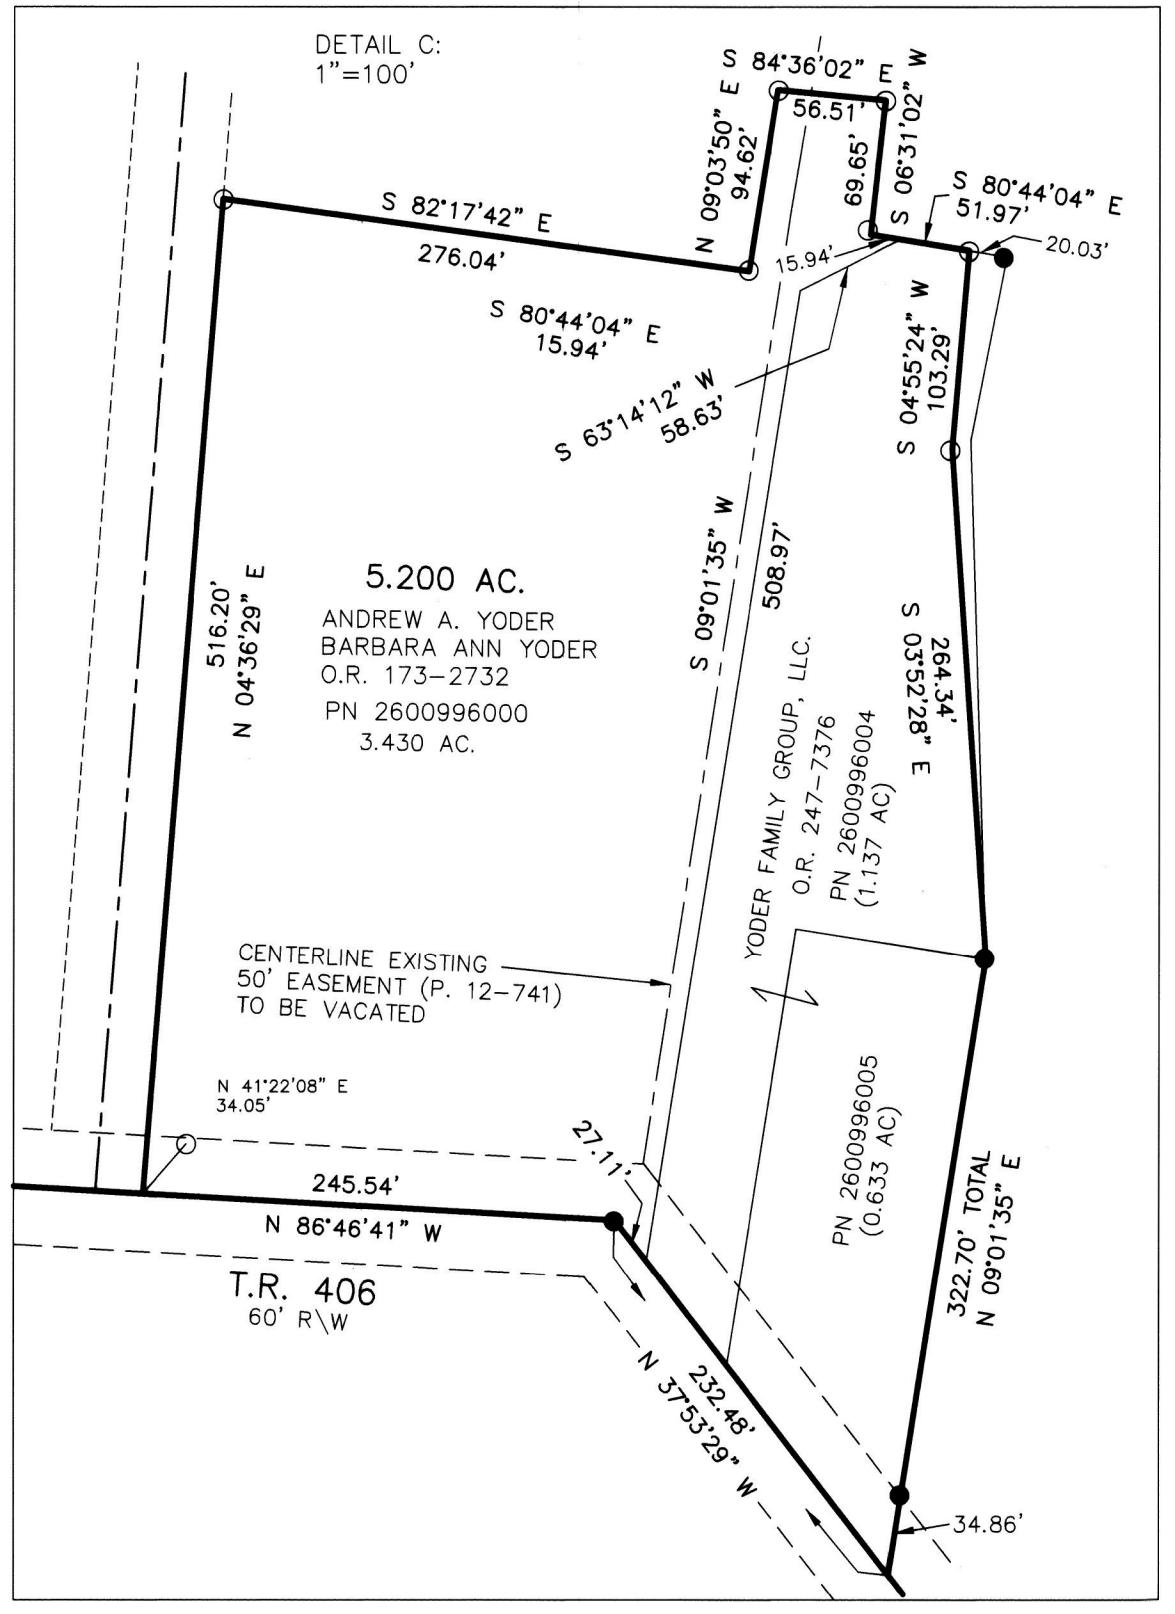 DETAIL C:
1"=100'
S 84°36'02" E
56.51'
N 09°03'50" E
94.62'
S 06°31'02" W
69.65'
S 80°44'04" E
51.97'
20.03'
15.94'
S 82°17'42" E
276.04'
S 80°44'04" E
15.94'
S 63°14'12" W
58.63'
S 04°55'24" W
103.29'
S 09°01'35" W
508.97'
516.20'
N 04°36'29" E
5.200 AC.
ANDREW A. YODER
BARBARA ANN YODER
O.R. 173-2732
PN 2600996000
3.430 AC.
264.34'
S 03°52'28" E
YODER FAMILY GROUP, LLC.
O.R. 247-7376
PN 2600996004
(1.137 AC)
CENTERLINE EXISTING
50' EASEMENT (P. 12-741)
TO BE VACATED
N 41°22'08" E
34.05'
27.11'
245.54'
N 86°46'41" W
PN 2600996005
(0.633 AC)
322.70' TOTAL
N 09°01'35" E
T.R. 406
60' R\W
232.48'
N 37°53'29" W
34.86'